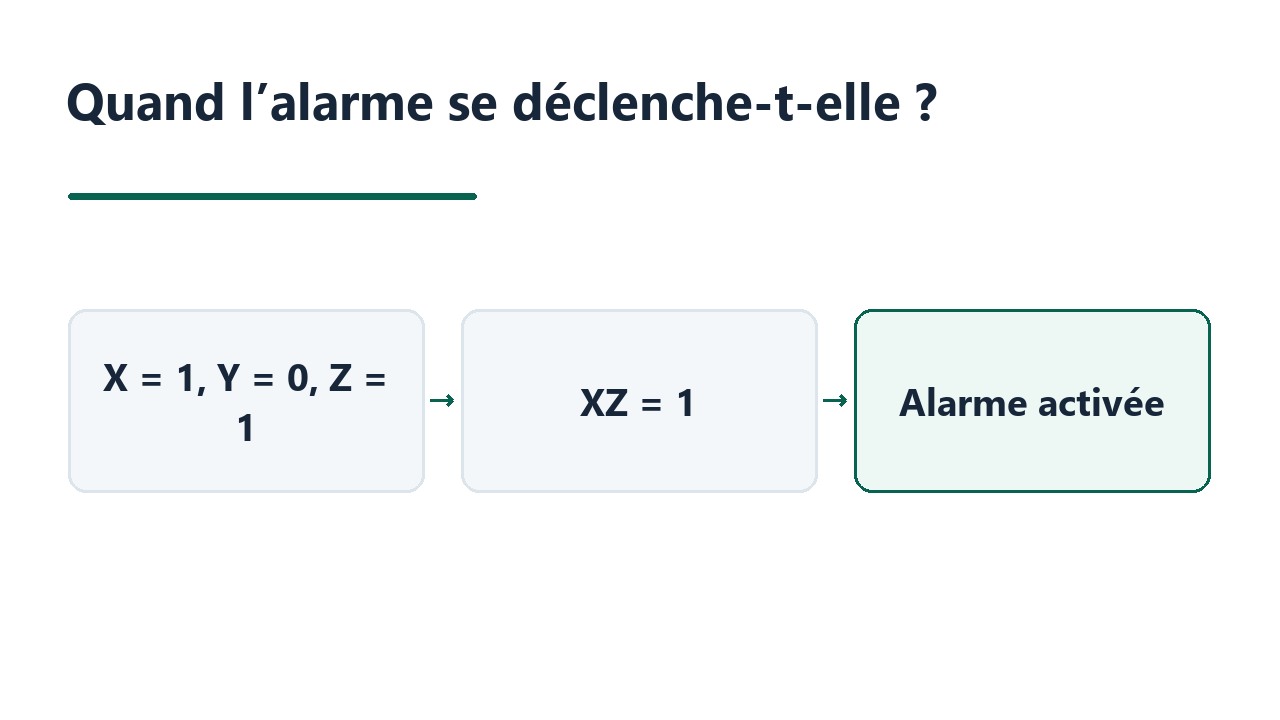 Quand l’alarme se déclenche-t-elle ?
X = 1, Y = 0, Z =
1
→
XZ = 1
→
Alarme activée